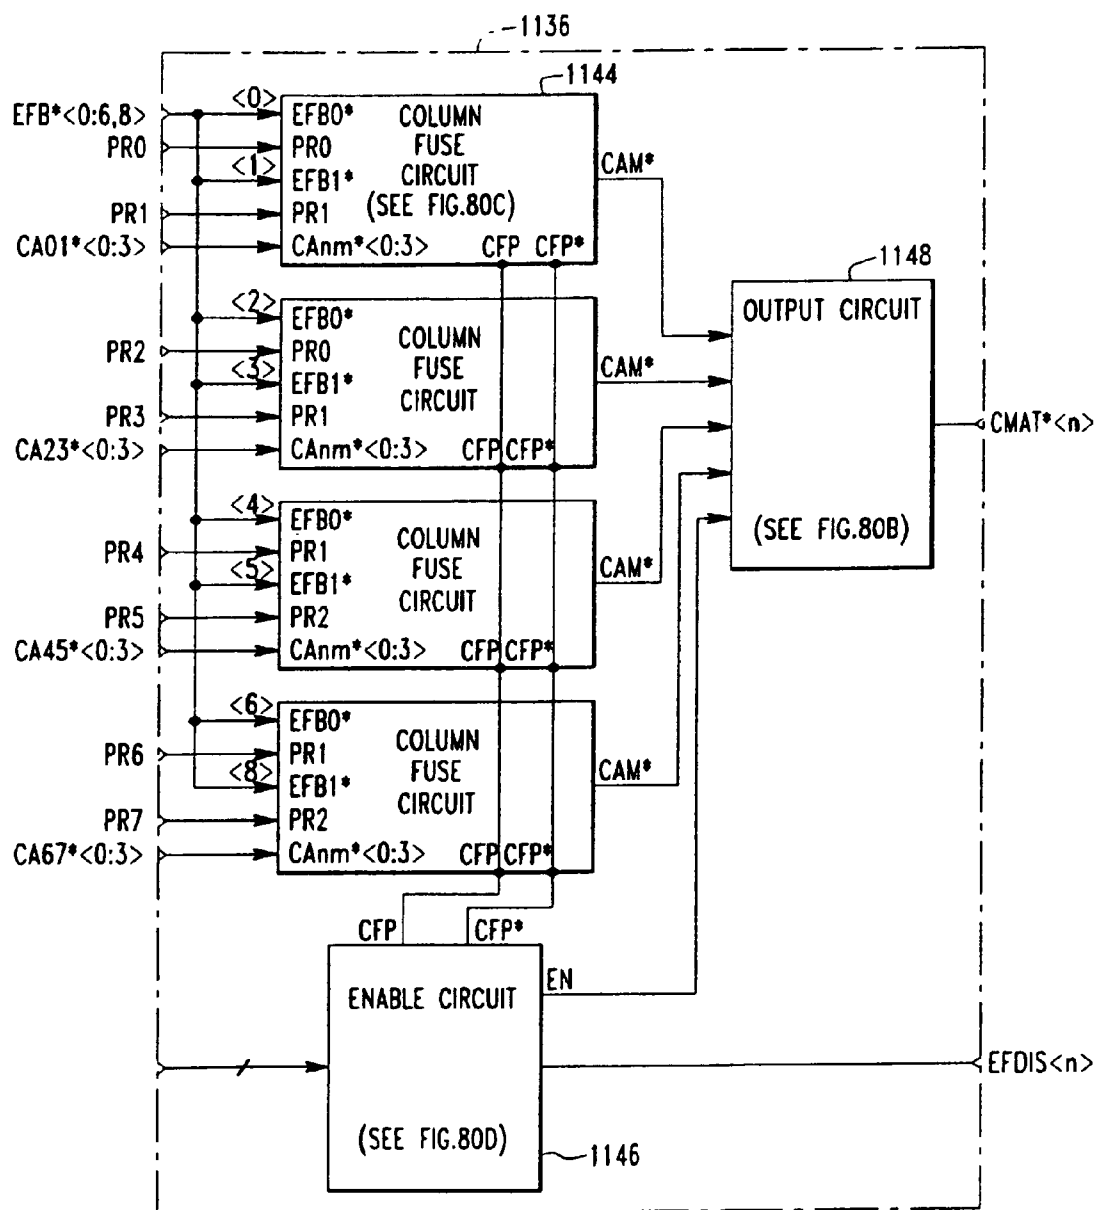 1136
1144
EFB*<0:6,8>
<0>
EFB0*
COLUMN
FUSE
CIRCUIT
(SEE FIG.80C)
PR0
PR0
<1>
EFB1*
CAM*
PR1
PR1
CA01*<0:3>
CAnm*<0:3>
CFP
CFP*
1148
OUTPUT CIRCUIT
(SEE FIG.80B)
CMAT*<n>
<2>
EFB0*
COLUMN
FUSE
CIRCUIT
PR2
PR0
<3>
EFB1*
CAM*
PR3
PR1
CA23*<0:3>
CAnm*<0:3>
CFP
CFP*
<4>
EFB0*
COLUMN
FUSE
CIRCUIT
PR4
PR1
<5>
EFB1*
CAM*
PR5
PR2
CA45*<0:3>
CAnm*<0:3>
CFP
CFP*
<6>
EFB0*
COLUMN
FUSE
CIRCUIT
PR6
PR1
<8>
EFB1*
CAM*
PR7
PR2
CA67*<0:3>
CAnm*<0:3>
CFP
CFP*
CFP
CFP*
ENABLE CIRCUIT
EN
EFDIS<n>
(SEE FIG.80D)
1146